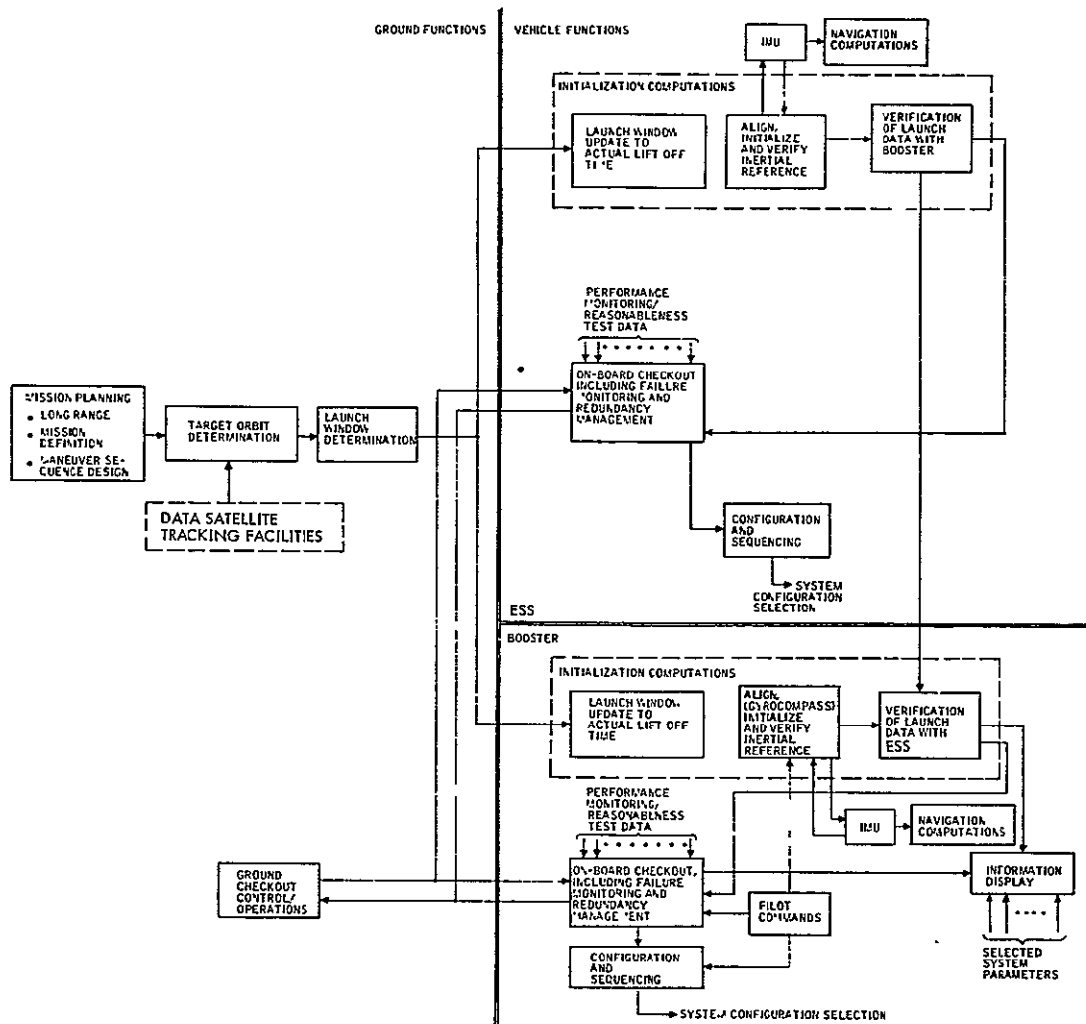 GROUND FUNCTIONS
VEHICLE FUNCTIONS
IMU
NAVIGATION
COMPUTATIONS
INITIALIZATION COMPUTATIONS
LAUNCH WINDOW
UPDATE TO
ACTUAL LIFT OFF
TIME
ALIGN,
INITIALIZE
AND VERIFY
INERTIAL
REFERENCE
VERIFICATION
OF LAUNCH
DATA WITH
BOOSTER
PERFORMANCE
MONITORING/
REASONABLENESS
TEST DATA
ON-BOARD CHECKOUT
INCLUDING FAILURE
MONITORING AND
REDUNDANCY
MANAGEMENT
MISSION PLANNING
• LONG RANGE
• MISSION
DEFINITION
• MANEUVER SE-
QUENCE DESIGN
TARGET ORBIT
DETERMINATION
LAUNCH
WINDOW
DETERMINATION
DATA SATELLITE
TRACKING FACILITIES
CONFIGURATION
AND
SEQUENCING
SYSTEM
CONFIGURATION
SELECTION
ESS
BOOSTER
INITIALIZATION COMPUTATIONS
LAUNCH WINDOW
UPDATE TO
ACTUAL LIFT OFF
TIME
ALIGN,
(GYROCOMPASS)
INITIALIZE
AND VERIFY
INERTIAL
REFERENCE
VERIFICATION
OF LAUNCH
DATA WITH
ESS
PERFORMANCE
MONITORING/
REASONABLENESS
TEST DATA
IMU
NAVIGATION
COMPUTATIONS
GROUND
CHECKOUT
CONTROL/
OPERATIONS
ON-BOARD CHECKOUT,
INCLUDING FAILURE
MONITORING AND
REDUNDANCY
MANAGEMENT
PILOT
COMMANDS
INFORMATION
DISPLAY
CONFIGURATION
AND
SEQUENCING
SELECTED
SYSTEM
PARAMETERS
SYSTEM CONFIGURATION SELECTION